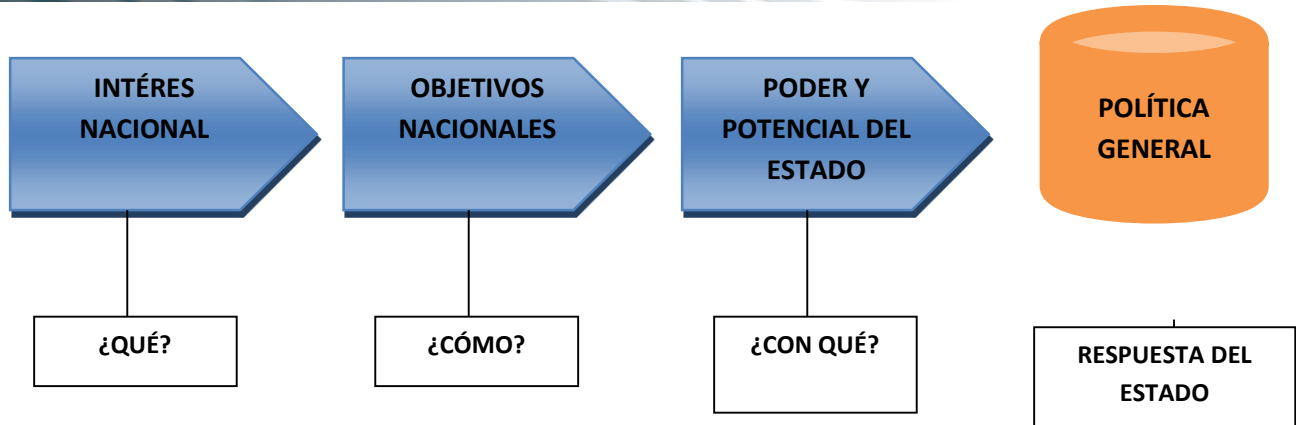 INTÉRES
NACIONAL
OBJETIVOS
NACIONALES
PODER Y
POTENCIAL DEL
ESTADO
POLÍTICA
GENERAL
¿QUÉ?
¿CÓMO?
¿CON QUÉ?
RESPUESTA DEL
ESTADO